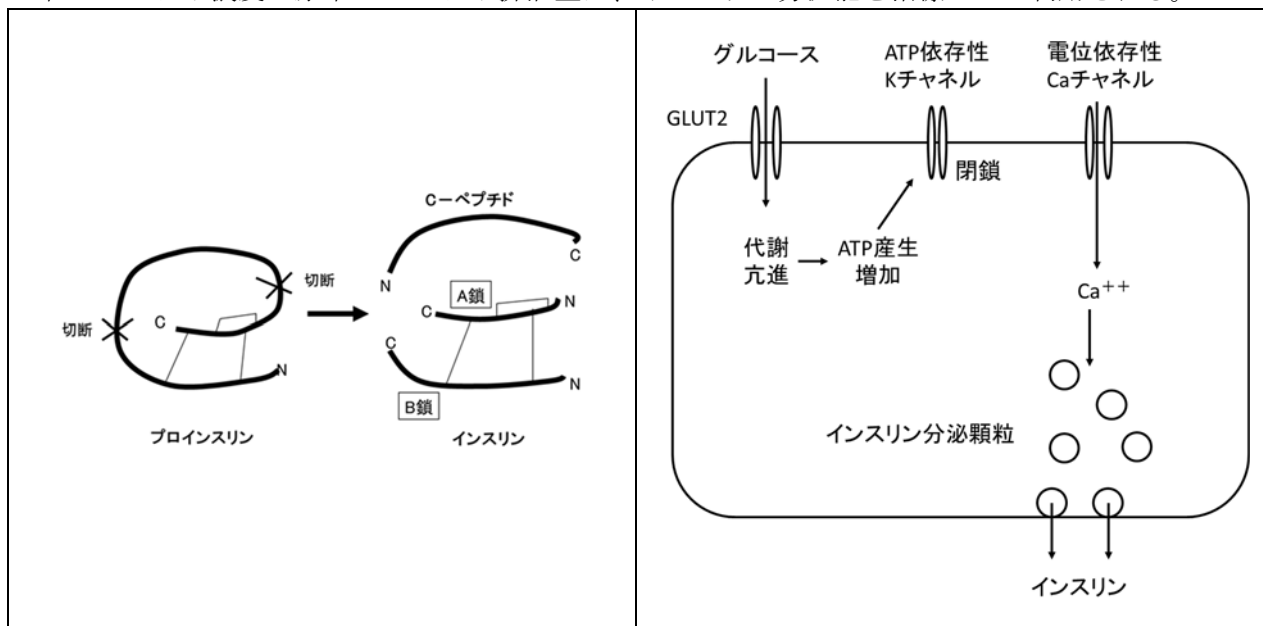 C－ペプチド
C
N
切断
切断
C
N
プロインスリン
A鎖
C
N
C
B鎖
N
インスリン
グルコース
ATP依存性
Kチャネル
電位依存性
Caチャネル
GLUT2
閉鎖
代謝
亢進
ATP産生
増加
Ca++
インスリン分泌顆粒
インスリン